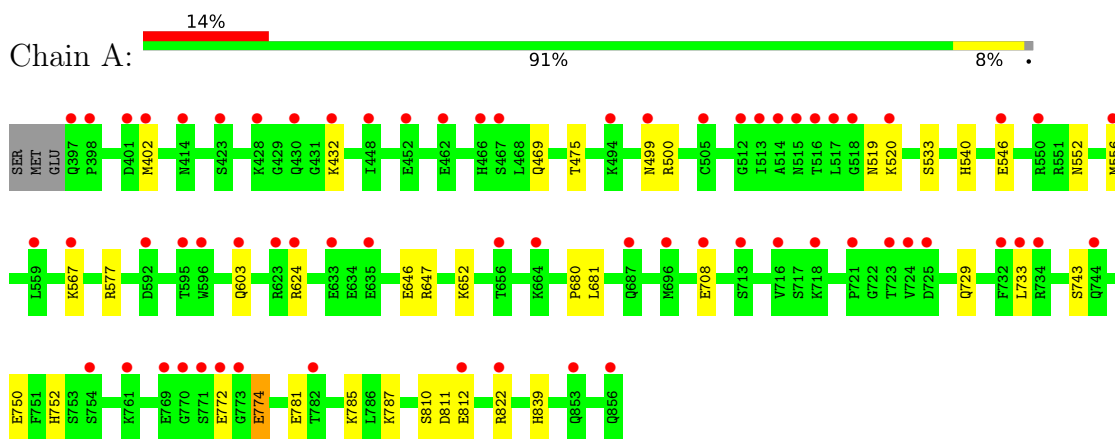 14%
Chain A:
91% 8% •
SER MET GLU Q397 P398 D401 M402 N414 S423 K428 G429 Q430 G431 K432 I448 E452 E462 H466 S467 L468 Q469 T475 K494 N499 R500 C505 G512 I513 A514 N515 T516 L517 G518 N519 K520 S533 H540 E546 R550 R551 N552 M556
L559 K567 R577 D592 T595 W596 Q603 R623 R624 E633 E634 E635 E646 R647 K652 T656 K664 P680 L681 Q687 M696 E708 S713 V716 S717 K718 P721 G722 T723 V724 D725 Q729 F732 L733 R734 S743 Q744
E750 F751 H752 S753 S754 K761 E769 G770 S771 E772 G773 E774 E781 T782 K785 L786 K787 S810 D811 E812 R822 H839 Q853 Q856